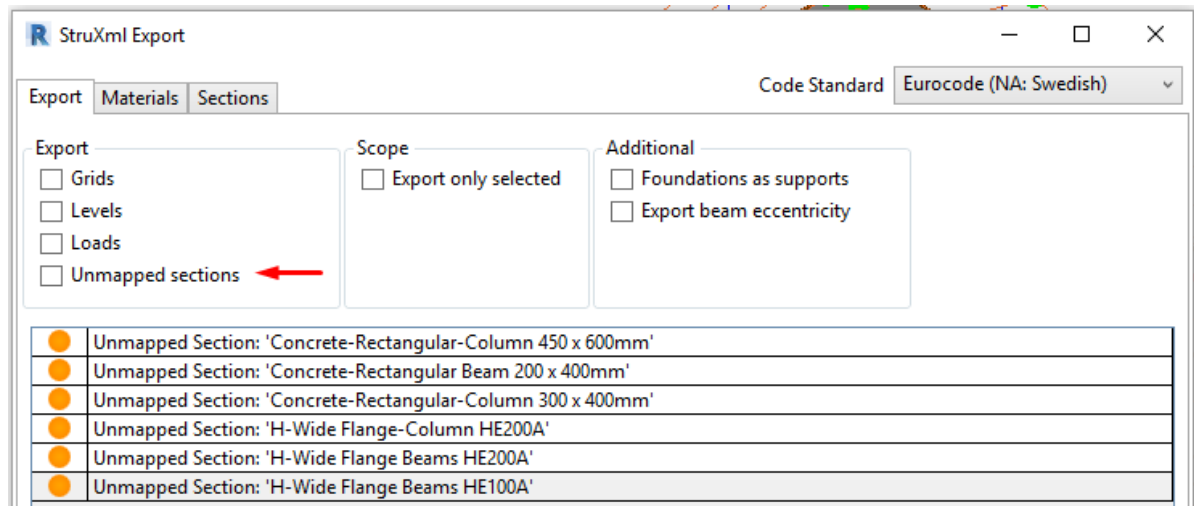 R StruXml Export
Export Materials Sections Code Standard Eurocode (NA: Swedish)
Export Scope Additional
Grids Export only selected Foundations as supports
Levels Export beam eccentricity
Loads
Unmapped sections
Unmapped Section: 'Concrete-Rectangular-Column 450 x 600mm'
Unmapped Section: 'Concrete-Rectangular Beam 200 x 400mm'
Unmapped Section: 'Concrete-Rectangular-Column 300 x 400mm'
Unmapped Section: 'H-Wide Flange-Column HE200A'
Unmapped Section: 'H-Wide Flange Beams HE200A'
Unmapped Section: 'H-Wide Flange Beams HE100A'